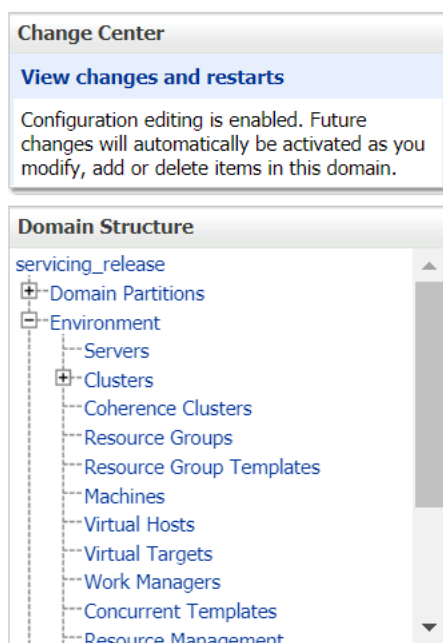 Change Center
View changes and restarts
Configuration editing is enabled. Future
changes will automatically be activated as you
modify, add or delete items in this domain.
Domain Structure
servicing_release
Domain Partitions
Environment
Servers
Clusters
Coherence Clusters
Resource Groups
Resource Group Templates
Machines
Virtual Hosts
Virtual Targets
Work Managers
Concurrent Templates
Resource Management